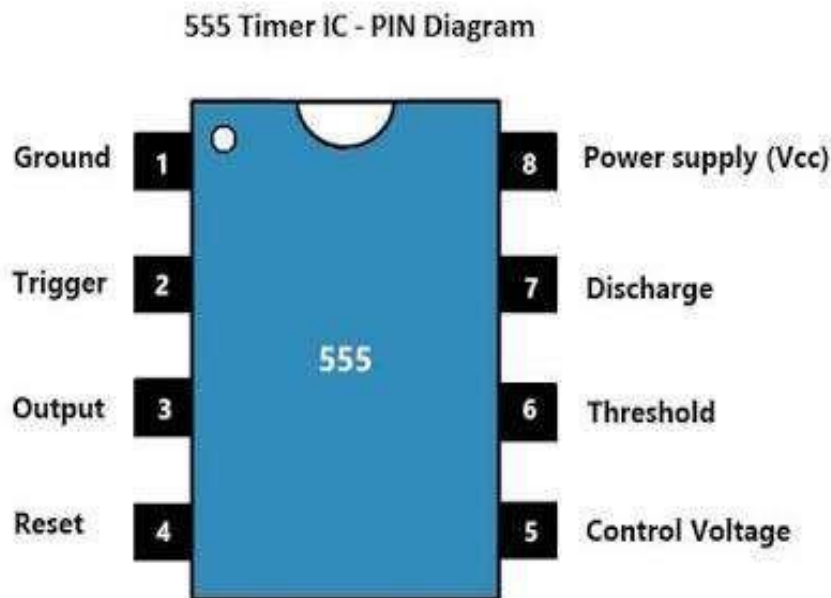 555 Timer IC - PIN Diagram
Ground 1 8 Power supply (Vcc)
Trigger 2 7 Discharge
555
Output 3 6 Threshold
Reset 4 5 Control Voltage